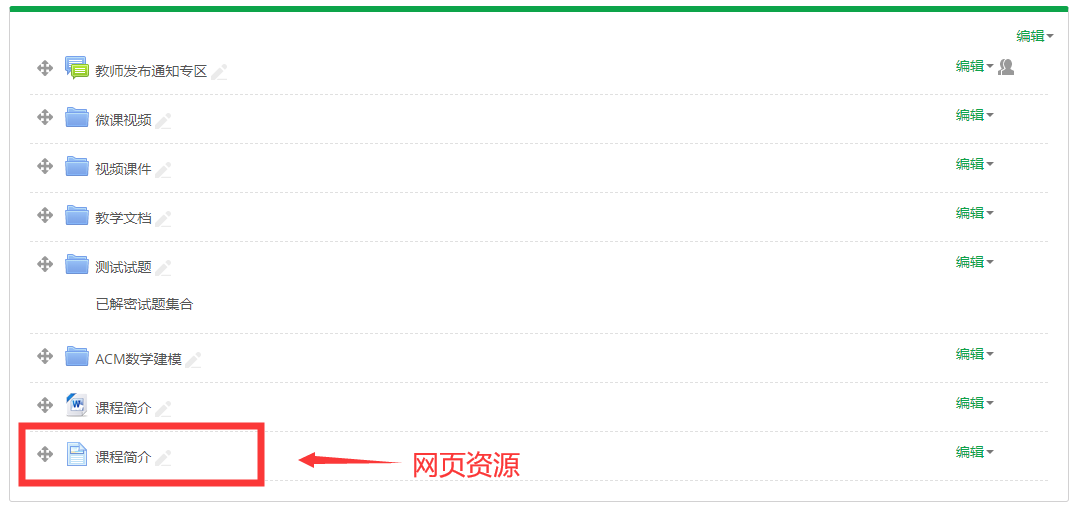 编辑
教师发布通知专区 编辑
微课视频 编辑
视频课件 编辑
教学文档 编辑
测试试题 编辑
已解密试题集合
ACM数学建模 编辑
课程简介 编辑
课程简介 编辑
网页资源